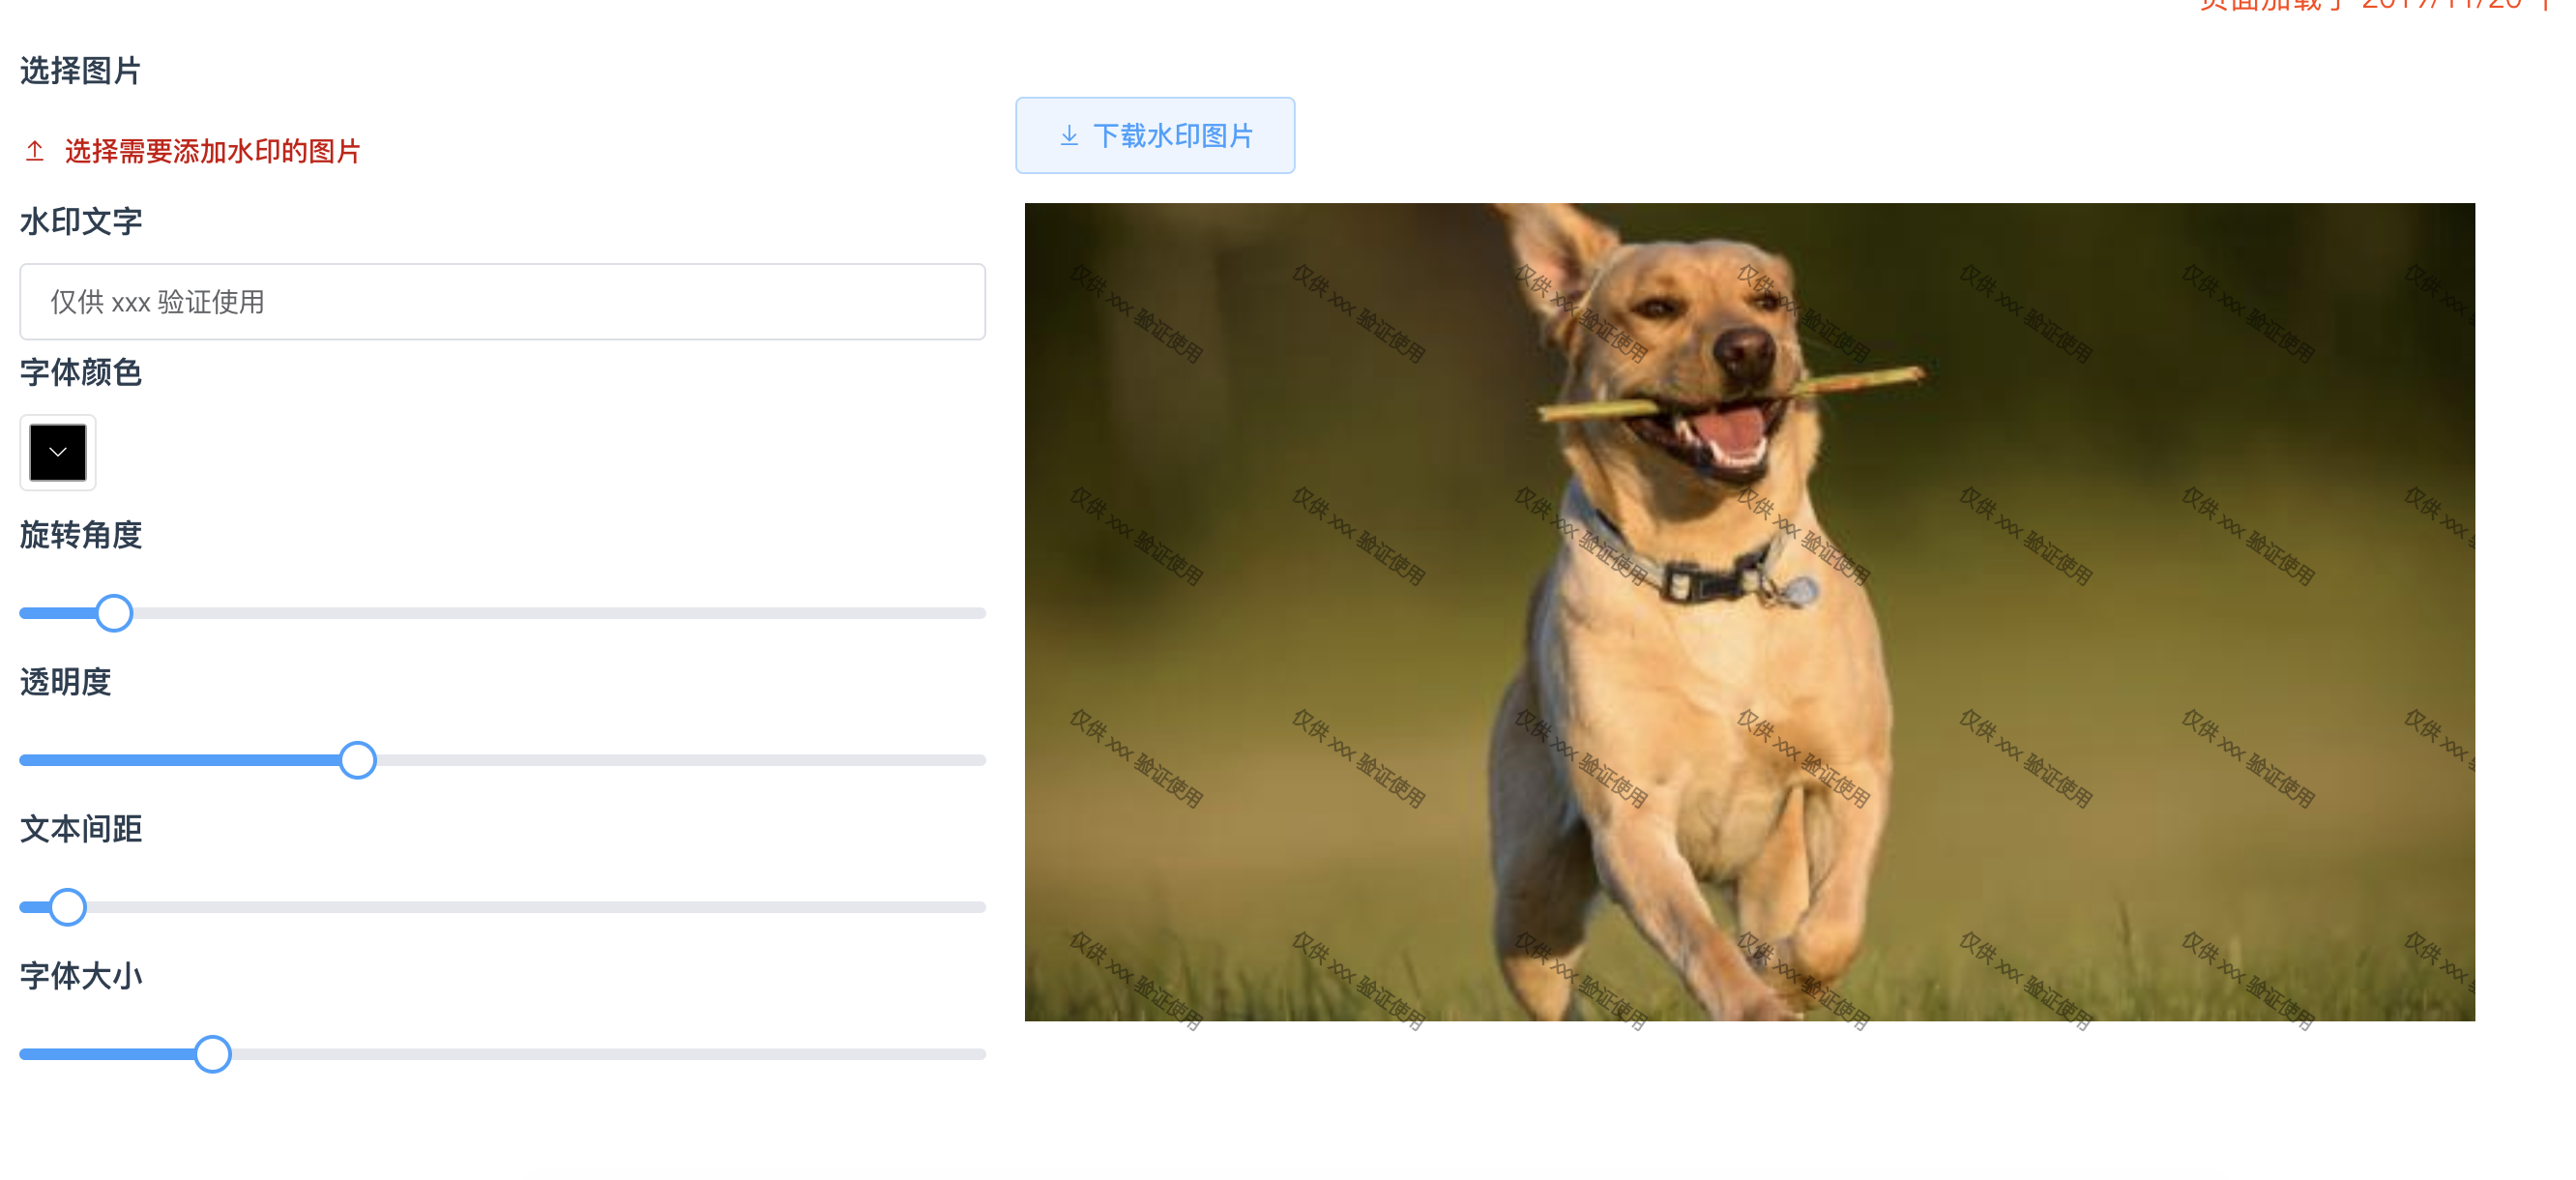 页面加载于 2019/11/20 下
选择图片
选择需要添加水印的图片
下载水印图片
水印文字
仅供 xxx 验证使用
字体颜色
旋转角度
透明度
文本间距
字体大小
仅供 xxx 验证使用 仅供 xxx 验证使用 仅供 xxx 验证使用 仅供 xxx 验证使用 仅供 xxx 验证使用 仅供 xxx 验证使用 仅供 xxx
仅供 xxx 验证使用 仅供 xxx 验证使用 仅供 xxx 验证使用 仅供 xxx 验证使用 仅供 xxx 验证使用 仅供 xxx 验证使用 仅供 xxx
仅供 xxx 验证使用 仅供 xxx 验证使用 仅供 xxx 验证使用 仅供 xxx 验证使用 仅供 xxx 验证使用 仅供 xxx 验证使用 仅供 xxx
仅供 xxx 验证使用 仅供 xxx 验证使用 仅供 xxx 验证使用 仅供 xxx 验证使用 仅供 xxx 验证使用 仅供 xxx 验证使用 仅供 xxx